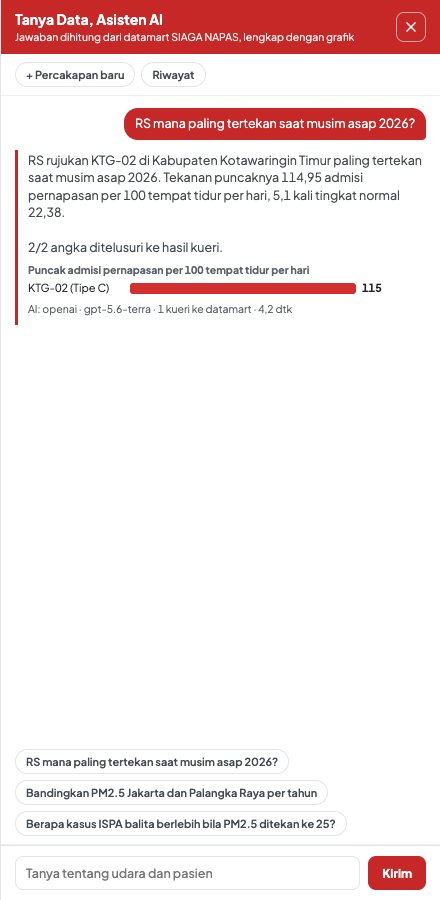 Tanya Data, Asisten AI
Jawaban dihitung dari datamart SIAGA NAPAS, lengkap dengan grafik
+ Percakapan baru
Riwayat
RS mana paling tertekan saat musim asap 2026?
RS rujukan KTG-02 di Kabupaten Kotawaringin Timur paling tertekan
saat musim asap 2026. Tekanan puncaknya 114,95 admisi
pernapasan per 100 tempat tidur per hari, 5,1 kali tingkat normal
22,38.
2/2 angka ditelusuri ke hasil kueri.
Puncak admisi pernapasan per 100 tempat tidur per hari
KTG-02 (Tipe C) 115
AI: openai · gpt-5.6-terra · 1 kueri ke datamart · 4,2 dtk
RS mana paling tertekan saat musim asap 2026?
Bandingkan PM2.5 Jakarta dan Palangka Raya per tahun
Berapa kasus ISPA balita berlebih bila PM2.5 ditekan ke 25?
Tanya tentang udara dan pasien
Kirim